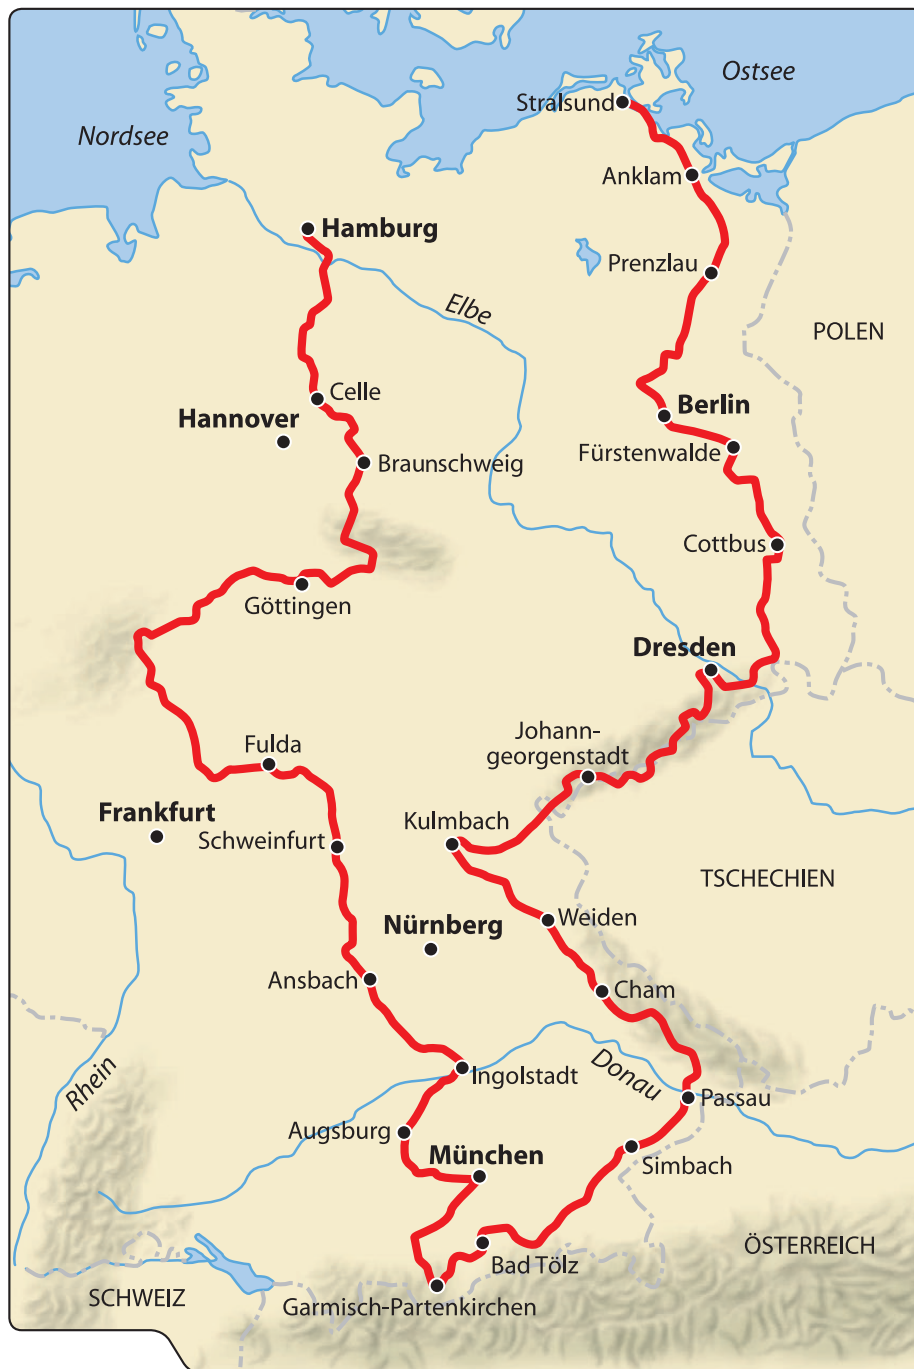 Ostsee
Stralsund
Nordsee
Anklam
Hamburg
Prenzlau
Elbe
POLEN
Celle
Berlin
Hannover
Fürstenwalde
Braunschweig
Cottbus
Göttingen
Dresden
Johann-
georgenstadt
Fulda
Frankfurt
Kulmbach
Schweinfurt
TSCHECHIEN
Weiden
Nürnberg
Ansbach
Cham
Rhein
Ingolstadt
Donau
Passau
Augsburg
München
Simbach
ÖSTERREICH
Bad Tölz
SCHWEIZ
Garmisch-Partenkirchen